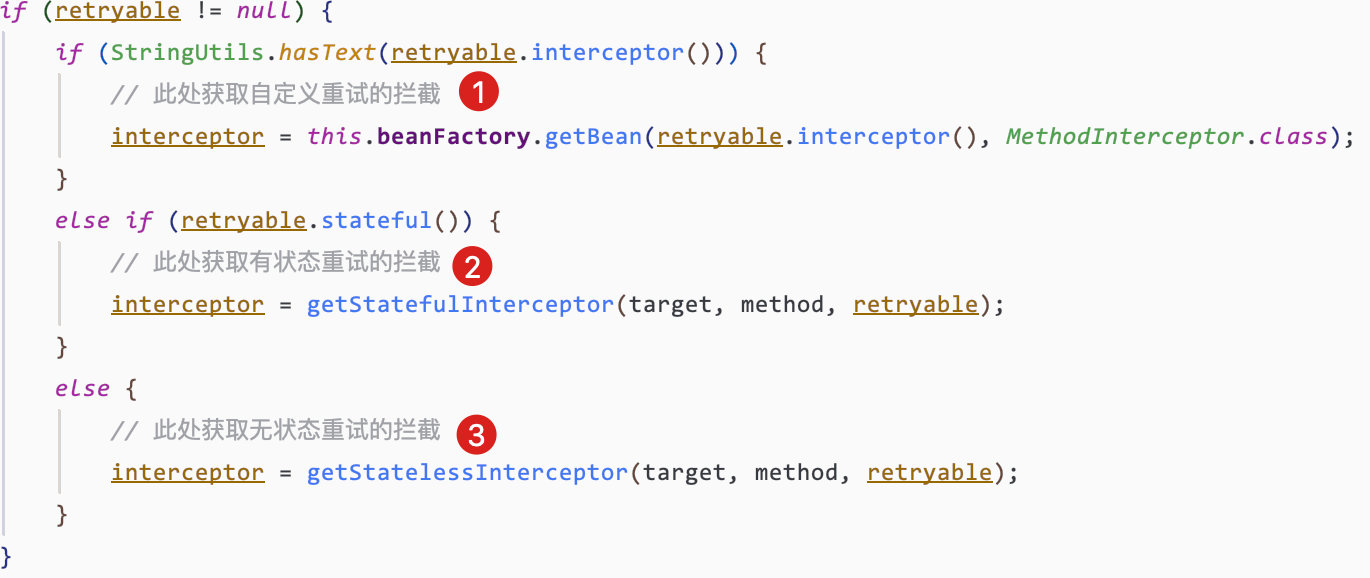 if (retryable != null) {
    if (StringUtils.hasText(retryable.interceptor())) {
        // 此处获取自定义重试的拦截 1
        interceptor = this.beanFactory.getBean(retryable.interceptor(), MethodInterceptor.class);
    }
    else if (retryable.stateful()) {
        // 此处获取有状态重试的拦截 2
        interceptor = getStatefulInterceptor(target, method, retryable);
    }
    else {
        // 此处获取无状态重试的拦截 3
        interceptor = getStatelessInterceptor(target, method, retryable);
    }
}